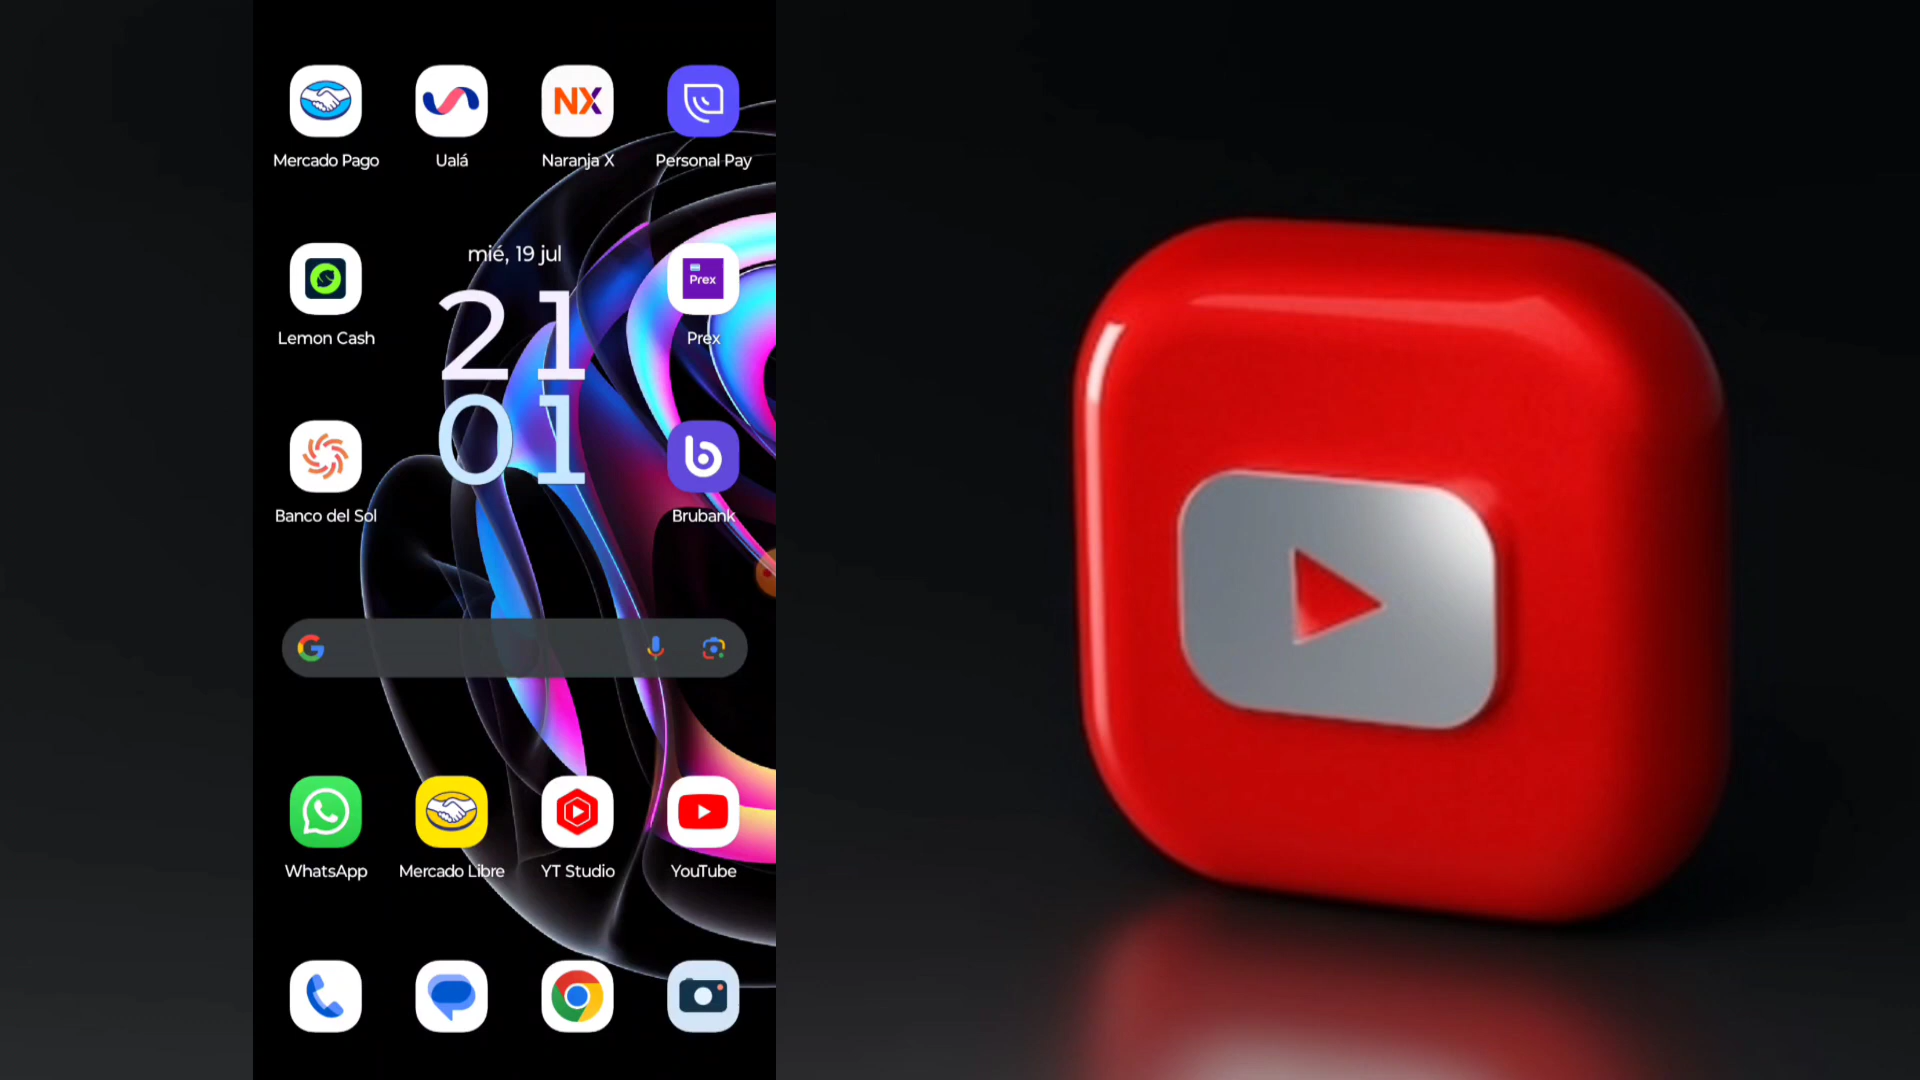 NX
Mercado Pago
Ualá
Naranja X
Personal Pay
mié, 19 jul
21
01
Prex
Lemon Cash
Prex
b
Banco del Sol
Brubank
G
WhatsApp
Mercado Libre
YT Studio
YouTube